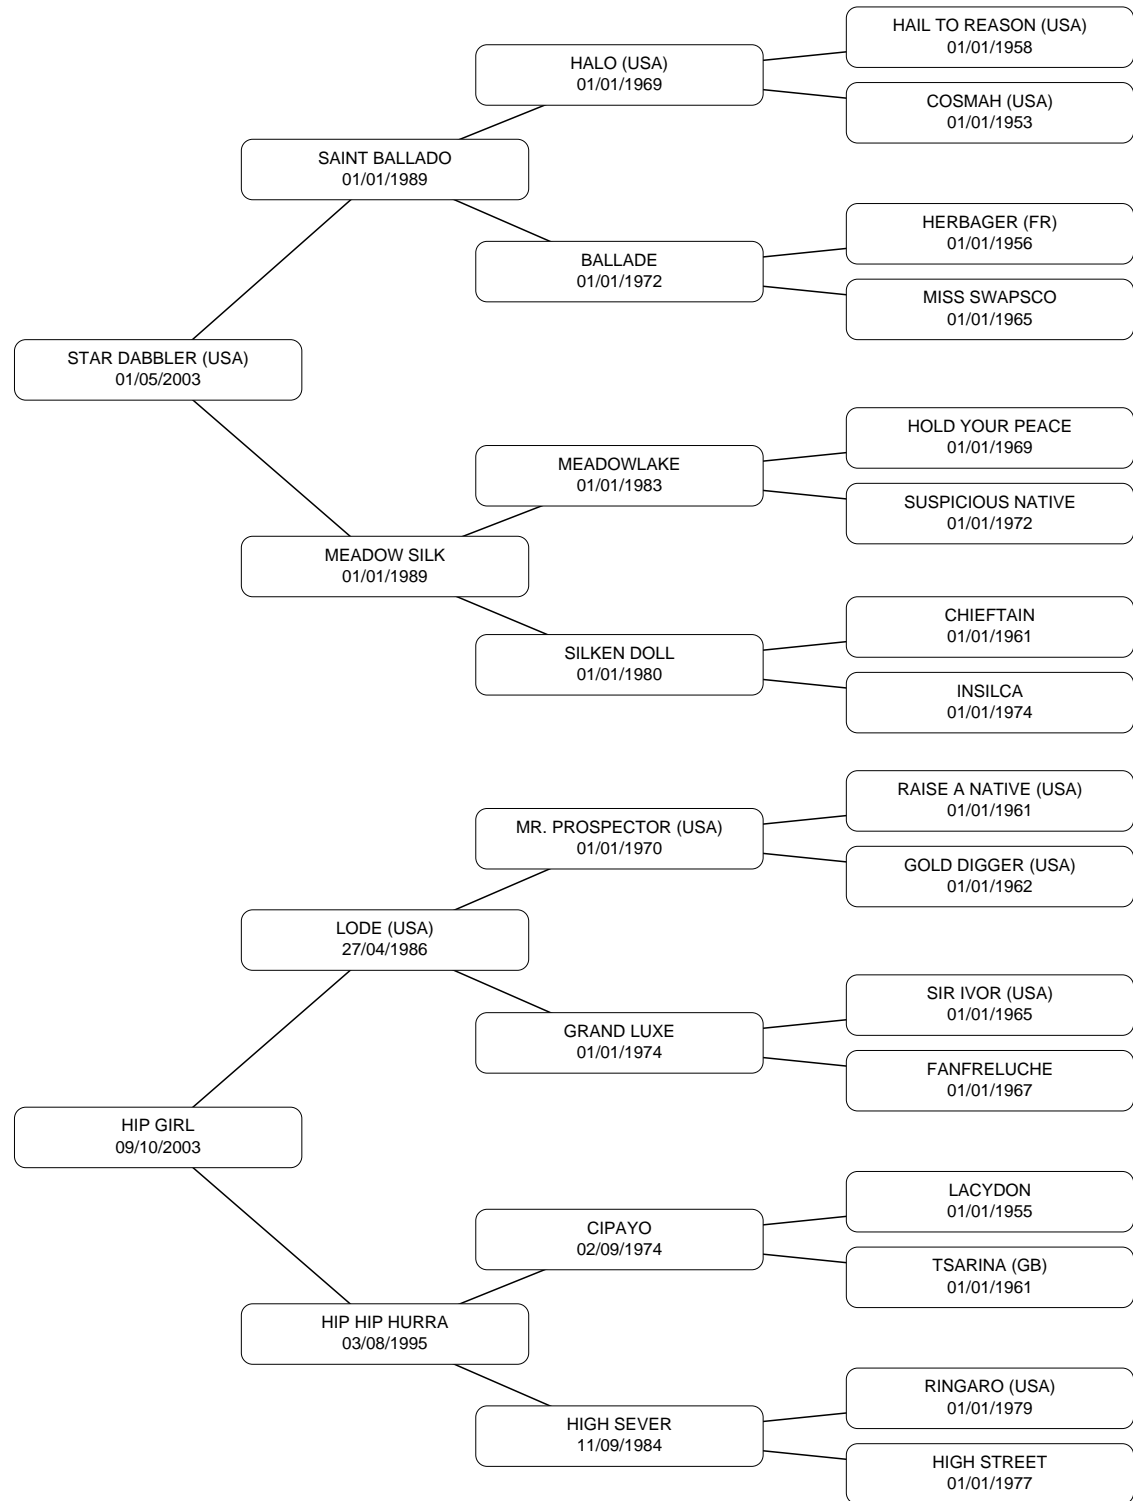 HAIL TO REASON (USA)
01/01/1958
HALO (USA)
01/01/1969
COSMAH (USA)
01/01/1953
SAINT BALLADO
01/01/1989
HERBAGER (FR)
01/01/1956
BALLADE
01/01/1972
MISS SWAPSCO
01/01/1965
STAR DABBLER (USA)
01/05/2003
HOLD YOUR PEACE
01/01/1969
MEADOWLAKE
01/01/1983
SUSPICIOUS NATIVE
01/01/1972
MEADOW SILK
01/01/1989
CHIEFTAIN
01/01/1961
SILKEN DOLL
01/01/1980
INSILCA
01/01/1974
RAISE A NATIVE (USA)
01/01/1961
MR. PROSPECTOR (USA)
01/01/1970
GOLD DIGGER (USA)
01/01/1962
LODE (USA)
27/04/1986
SIR IVOR (USA)
01/01/1965
GRAND LUXE
01/01/1974
FANFRELUCHE
01/01/1967
HIP GIRL
09/10/2003
LACYDON
01/01/1955
CIPAYO
02/09/1974
TSARINA (GB)
01/01/1961
HIP HIP HURRA
03/08/1995
RINGARO (USA)
01/01/1979
HIGH SEVER
11/09/1984
HIGH STREET
01/01/1977